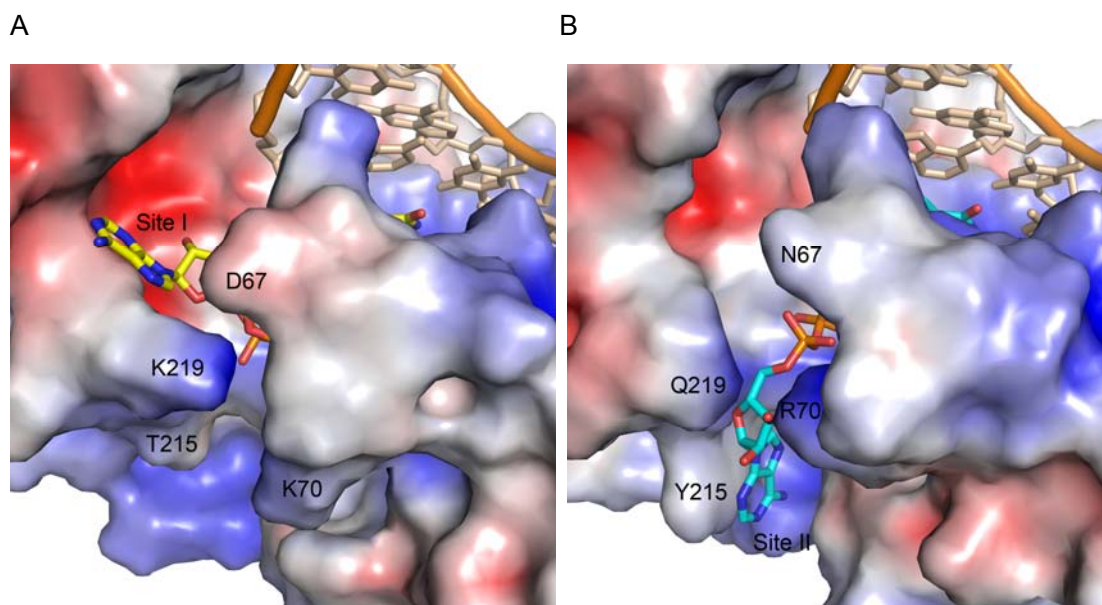 A
B
Site I
D67
K219
T215
K70
N67
Q219
R70
Y215
Site II